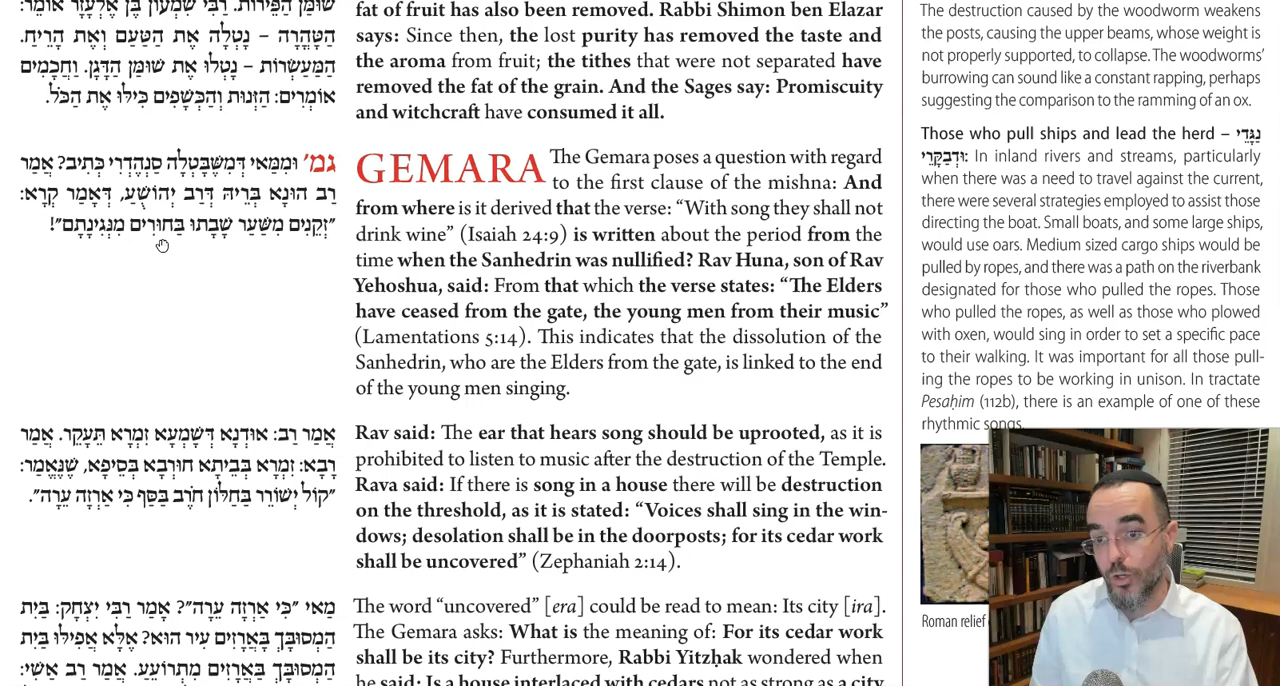 שׁוּמַּן הַפֵּירוֹת. רַבִּי שִׁמְעוֹן בֶּן אֶלְעָזָר אוֹמֵר:
הַטָּהֳרָה – נָטְלָה אֶת הַטַּעַם וְאֶת הָרֵיחַ.
הַמַּעַשְׂרוֹת – נָטְלוּ אֶת שׁוּמַּן הַדָּגָן. וַחֲכָמִים
אוֹמְרִים: הַזְּנוּת וְהַכְּשָׁפִים כִּילּוּ אֶת הַכֹּל.
גמ׳ וּמִמַּאי דְּמִשֶּׁבָּטְלָה סַנְהֶדְרֵי כְּתִיב? אֲמַר
רַב הוּנָא בְּרֵיהּ דְּרַב יְהוֹשֻׁעַ, דְּאָמַר קְרָא:
״זְקֵנִים מִשַּׁעַר שָׁבָתוּ בַּחוּרִים מִנְּגִינָתָם״!
אֲמַר רַב: אוּדְנָא דְּשָׁמְעָא זִמְרָא תֵּעָקֵר. אֲמַר
רָבָא: זִמְרָא בְּבֵיתָא חוּרְבָּא בְּסִיפָא, שֶׁנֶּאֱמַר:
״קוֹל יְשׁוֹרֵר בַּחַלּוֹן חֹרֶב בַּסַּף כִּי אַרְזָה עֵרָה״.
מַאי ״כִּי אַרְזָה עֵרָה״? אָמַר רַבִּי יִצְחָק: בַּיִת
הַמְסוּבָּךְ בַּאֲרָזִים עִיר הוּא? אֶלָּא אֲפִילּוּ בַּיִת
הַמְסוּבָּךְ בַּאֲרָזִים מִתְרוֹעֵעַ. אֲמַר רַב אָשֵׁי:
fat of fruit has also been removed. Rabbi Shimon ben Elazar
says: Since then, the lost purity has removed the taste and
the aroma from fruit; the tithes that were not separated have
removed the fat of the grain. And the Sages say: Promiscuity
and witchcraft have consumed it all.
GEMARA The Gemara poses a question with regard
to the first clause of the mishna: And
from where is it derived that the verse: “With song they shall not
drink wine” (Isaiah 24:9) is written about the period from the
time when the Sanhedrin was nullified? Rav Huna, son of Rav
Yehoshua, said: From that which the verse states: “The Elders
have ceased from the gate, the young men from their music”
(Lamentations 5:14). This indicates that the dissolution of the
Sanhedrin, who are the Elders from the gate, is linked to the end
of the young men singing.
Rav said: The ear that hears song should be uprooted, as it is
prohibited to listen to music after the destruction of the Temple.
Rava said: If there is song in a house there will be destruction
on the threshold, as it is stated: “Voices shall sing in the win-
dows; desolation shall be in the doorposts; for its cedar work
shall be uncovered” (Zephaniah 2:14).
The word “uncovered” [era] could be read to mean: Its city [ira].
The Gemara asks: What is the meaning of: For its cedar work
shall be its city? Furthermore, Rabbi Yitzḥak wondered when
he said: Is a house interlaced with cedars not as strong as a city
The destruction caused by the woodworm weakens
the posts, causing the upper beams, whose weight is
not properly supported, to collapse. The woodworms’
burrowing can sound like a constant rapping, perhaps
suggesting the comparison to the ramming of an ox.
Those who pull ships and lead the herd – נַגָּדֵי
וּדְבַקָּרֵי: In inland rivers and streams, particularly
when there was a need to travel against the current,
there were several strategies employed to assist those
directing the boat. Small boats, and some large ships,
would use oars. Medium sized cargo ships would be
pulled by ropes, and there was a path on the riverbank
designated for those who pulled the ropes. Those
who pulled the ropes, as well as those who plowed
with oxen, would sing in order to set a specific pace
to their walking. It was important for all those pull-
ing the ropes to be working in unison. In tractate
Pesaḥim (112b), there is an example of one of these
rhythmic songs.
Roman relief